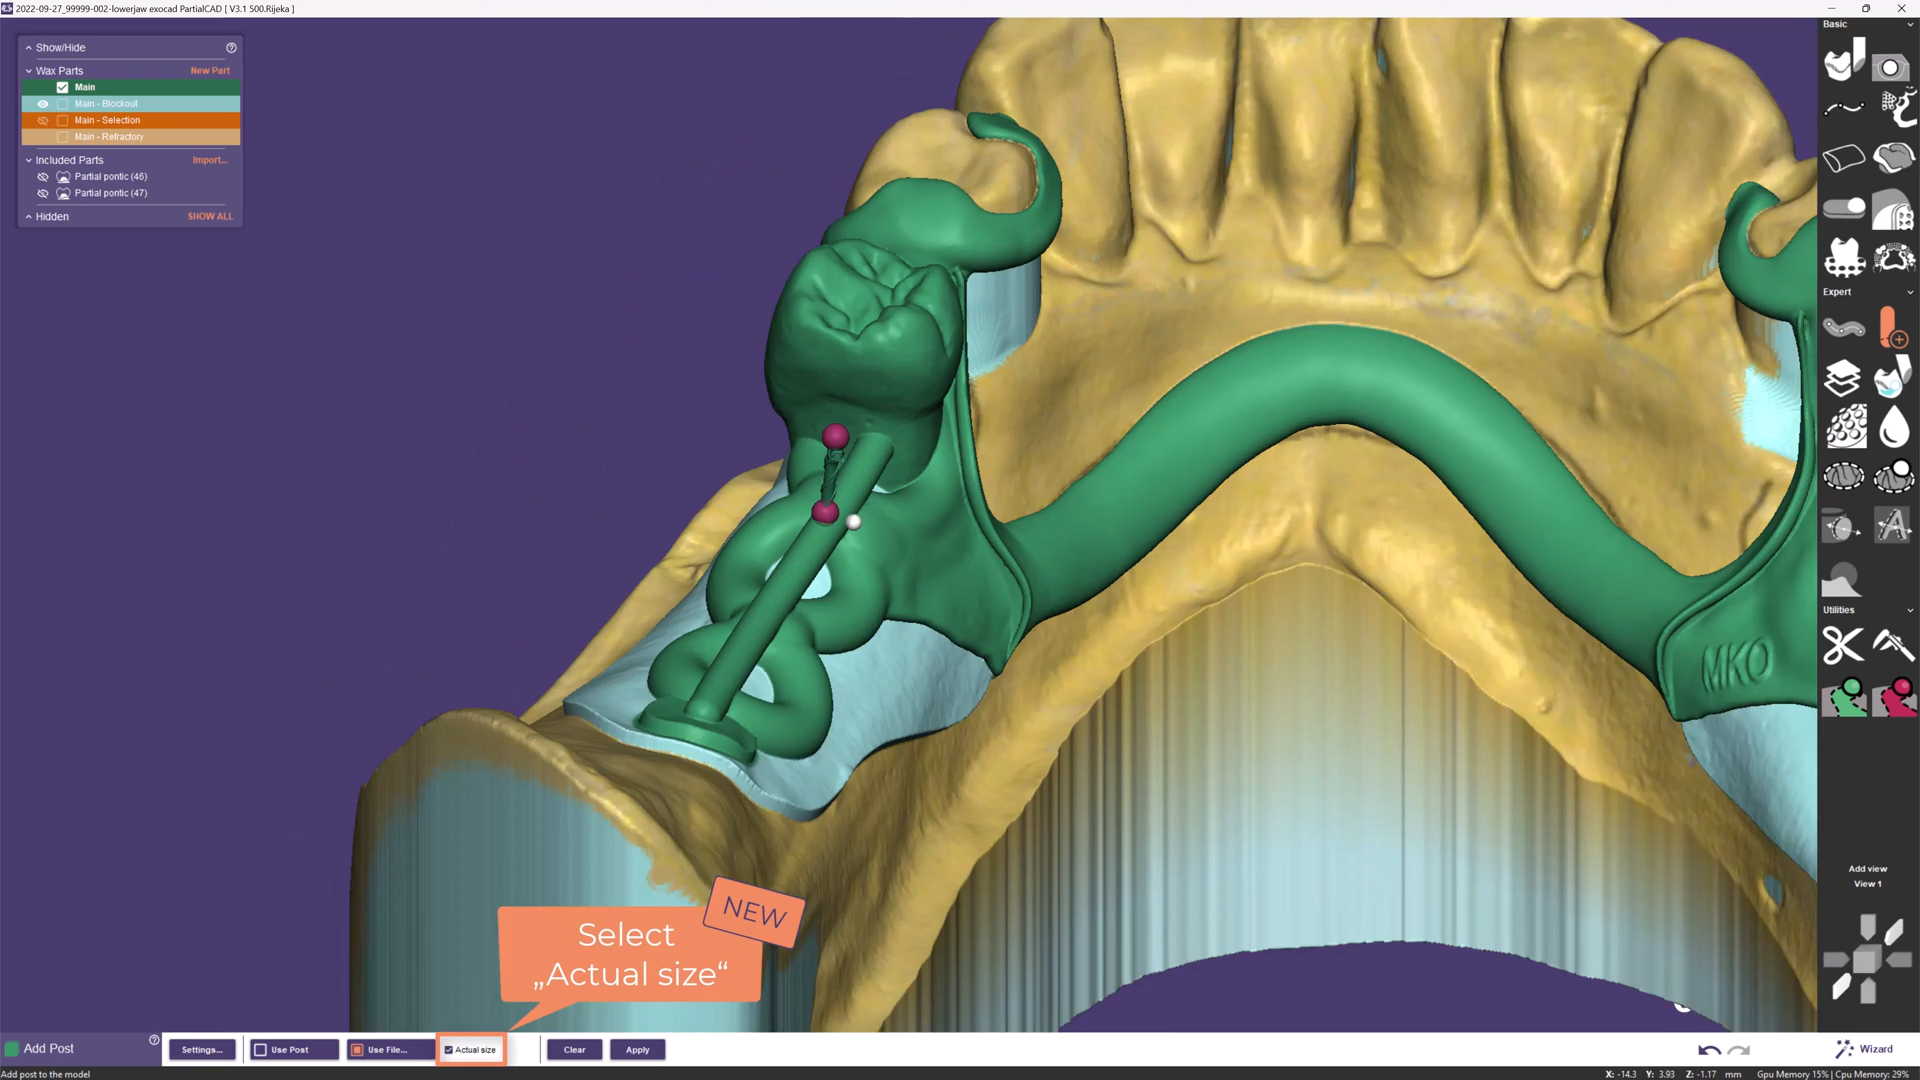 2022-09-27_99999-002-lowerjaw exocad PartialCAD [ V3.1 500.Rijeka ]
Show/Hide
Wax Parts New Part
Main
Main - Blockout
Main - Selection
Main - Refractory
Included Parts Import...
Partial pontic (46)
Partial pontic (47)
Hidden SHOW ALL
Basic
Expert
Utilities
Add view
View 1
MKO
NEW
Select
„Actual size“
Add Post
Settings...
Use Post
Use File...
Actual size
Clear
Apply
Wizard
Add post to the model
X: -14.3 Y: 3.93 Z: -1.17 mm Gpu Memory 15% | Cpu Memory: 29%